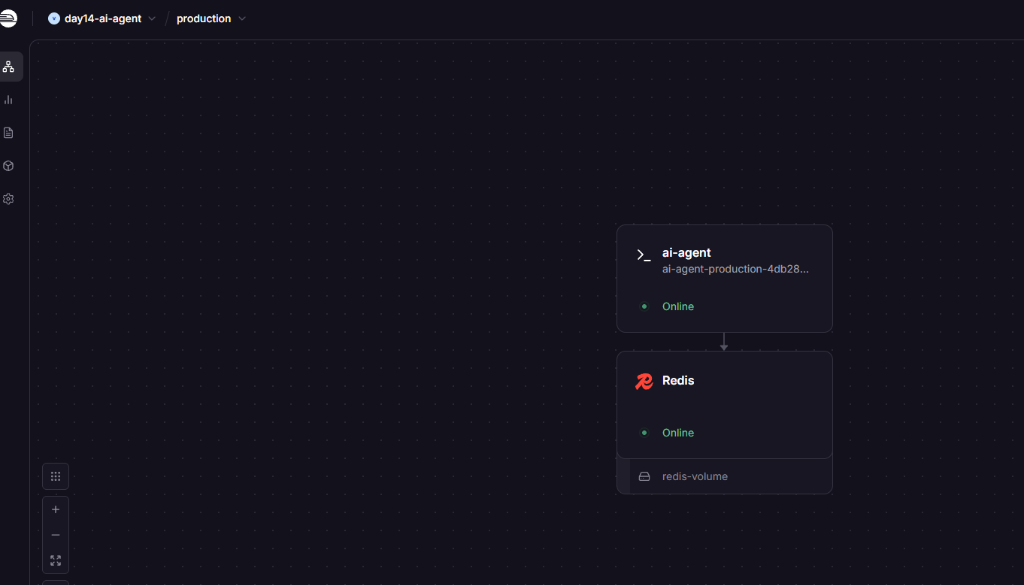 day14-ai-agent / production
ai-agent
ai-agent-production-4db28...
Online
Redis
Online
redis-volume